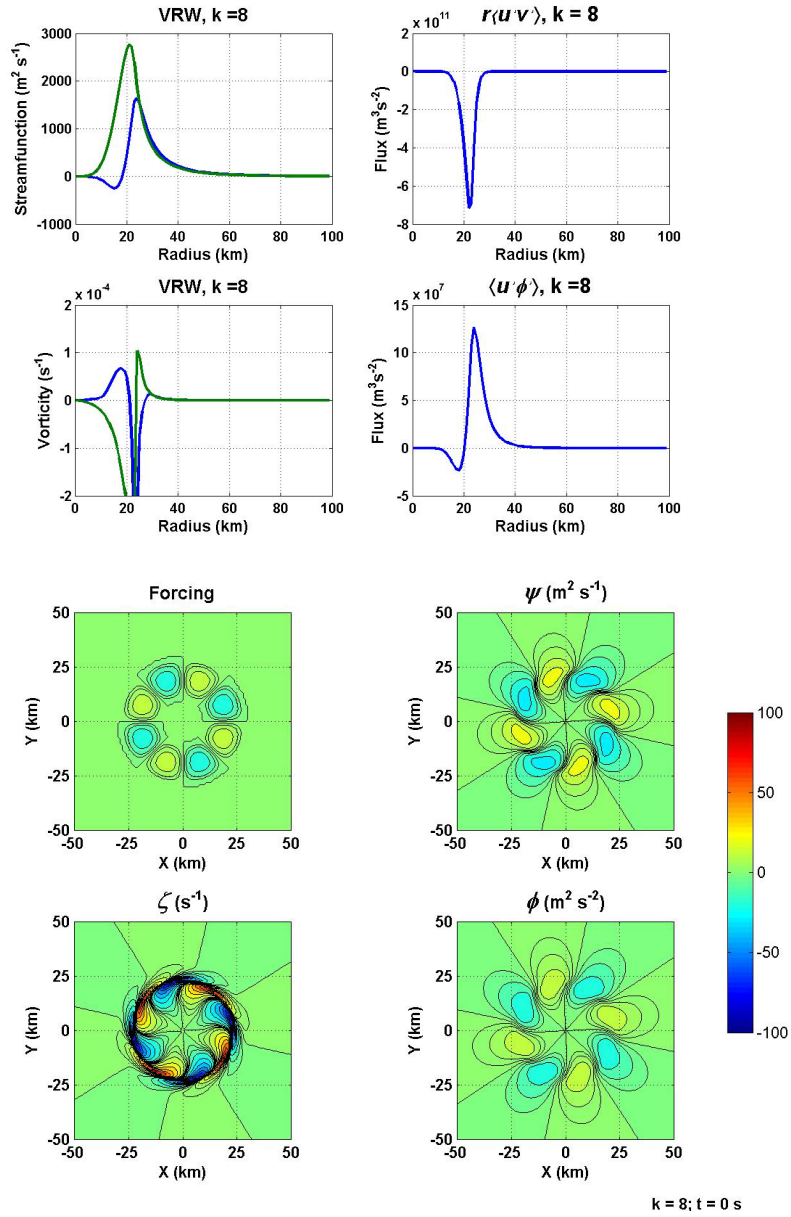 VRW, k =8
3000
2000
1000
0
-1000
0 20 40 60 80 100
Streamfunction (m² s⁻¹)
Radius (km)
r⟨u'v'⟩, k = 8
x 10¹¹
2
0
-2
-4
-6
-8
0 20 40 60 80 100
Flux (m³s⁻²)
Radius (km)
VRW, k =8
x 10⁻⁴
2
1
0
-1
-2
0 20 40 60 80 100
Vorticity (s⁻¹)
Radius (km)
⟨u'ϕ'⟩, k =8
x 10⁷
15
10
5
0
-5
0 20 40 60 80 100
Flux (m³s⁻²)
Radius (km)
Forcing
50
25
0
-25
-50
-50 -25 0 25 50
Y (km)
X (km)
ψ (m² s⁻¹)
50
25
0
-25
-50
-50 -25 0 25 50
Y (km)
X (km)
ζ (s⁻¹)
50
25
0
-25
-50
-50 -25 0 25 50
Y (km)
X (km)
ϕ (m² s⁻²)
50
25
0
-25
-50
-50 -25 0 25 50
Y (km)
X (km)
100
50
0
-50
-100
k = 8; t = 0 s